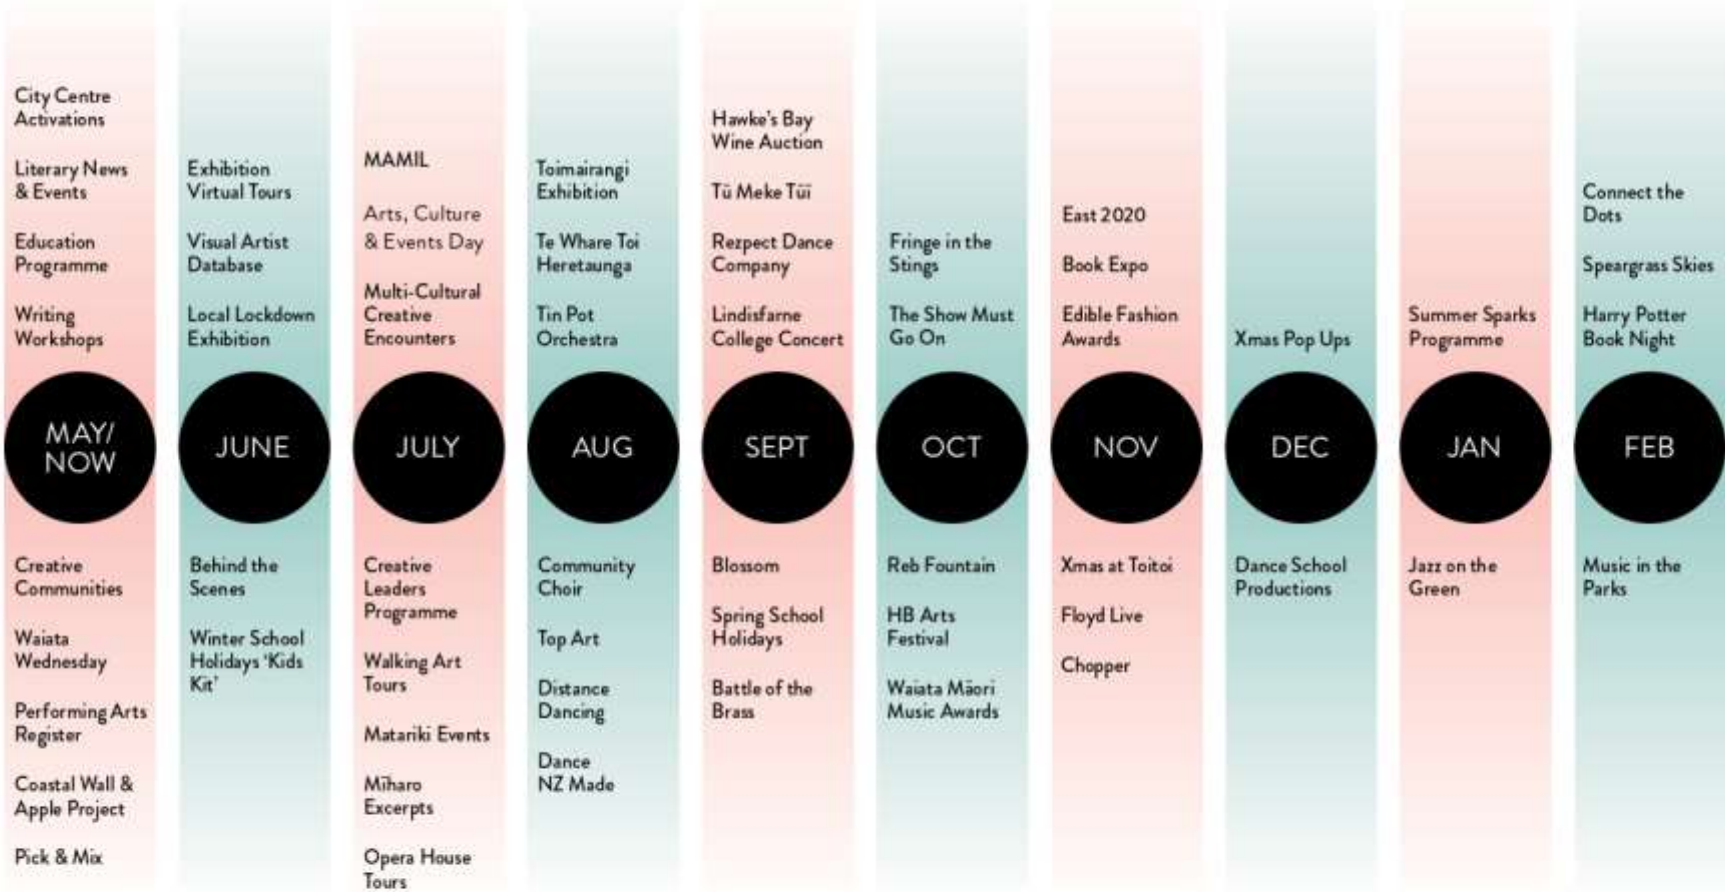 City Centre
Activations
Literary News
& Events
Education
Programme
Writing
Workshops
MAY/
NOW
Creative
Communities
Waiata
Wednesday
Performing Arts
Register
Coastal Wall &
Apple Project
Pick & Mix
Exhibition
Virtual Tours
Visual Artist
Database
Local Lockdown
Exhibition
JUNE
Behind the
Scenes
Winter School
Holidays ‘Kids
Kit’
MAMIL
Arts, Culture
& Events Day
Multi-Cultural
Creative
Encounters
JULY
Creative
Leaders
Programme
Walking Art
Tours
Matariki Events
Mīharo
Excerpts
Opera House
Tours
Toimairangi
Exhibition
Te Whare Toi
Heretaunga
Tin Pot
Orchestra
AUG
Community
Choir
Top Art
Distance
Dancing
Dance
NZ Made
Hawke’s Bay
Wine Auction
Tū Meke Tūī
Rezpect Dance
Company
Lindisfarne
College Concert
SEPT
Blossom
Spring School
Holidays
Battle of the
Brass
Fringe in the
Stings
The Show Must
Go On
OCT
Reb Fountain
HB Arts
Festival
Waiata Māori
Music Awards
East 2020
Book Expo
Edible Fashion
Awards
NOV
Xmas at Toitoi
Floyd Live
Chopper
Xmas Pop Ups
DEC
Dance School
Productions
Summer Sparks
Programme
JAN
Jazz on the
Green
Connect the
Dots
Speargrass Skies
Harry Potter
Book Night
FEB
Music in the
Parks